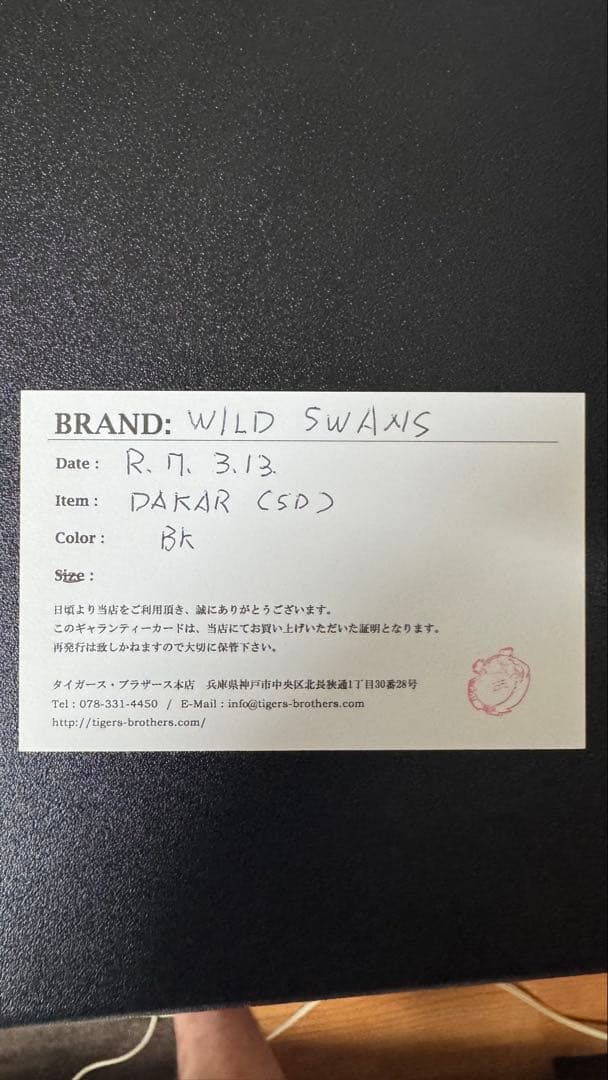 BRAND: WILD SWANS
Date : R. 7. 3.13.
Item : DAKAR (SD)
Color : BK
Size :
日頃より当店をご利用頂き、誠にありがとうございます。
このギャランティーカードは、当店にてお買い上げいただいた証明となります。
再発行は致しかねますので大切に保管下さい。
タイガース・ブラザース本店 兵庫県神戸市中央区北長狭通1丁目30番28号
Tel : 078-331-4450 / E-Mail : info@tigers-brothers.com
http://tigers-brothers.com/